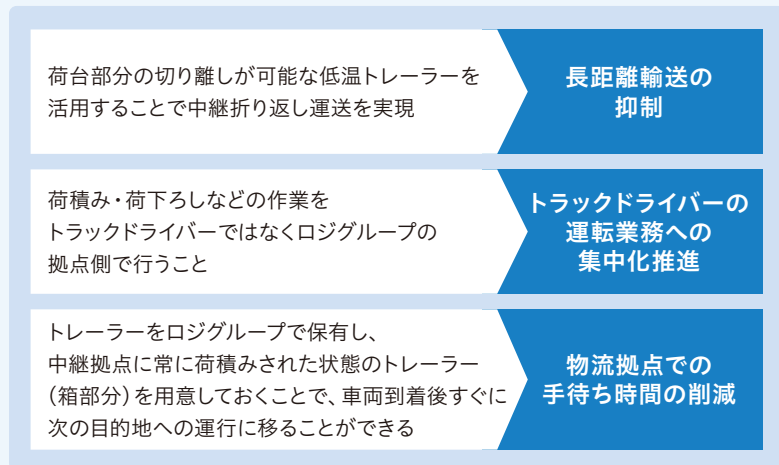 荷台部分の切り離しが可能な低温トレーラーを
活用することで中継折り返し運送を実現
長距離輸送の
抑制
荷積み・荷下ろしなどの作業を
トラックドライバーではなくロジグループの
拠点側で行うこと
トラックドライバーの
運転業務への
集中化推進
トレーラーをロジグループで保有し、
中継拠点に常に荷積みされた状態のトレーラー
（箱部分）を用意しておくことで、車両到着後すぐに
次の目的地への運行に移ることができる
物流拠点での
手待ち時間の削減